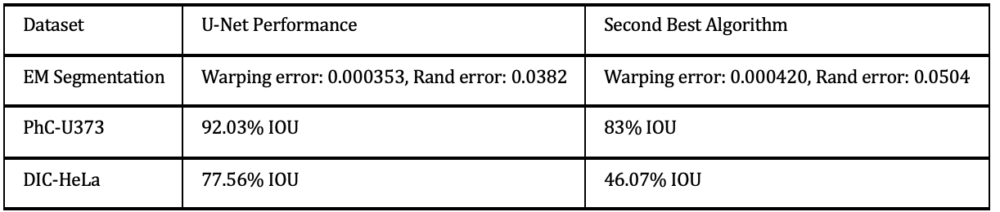 Dataset U-Net Performance Second Best Algorithm
EM Segmentation Warping error: 0.000353, Rand error: 0.0382 Warping error: 0.000420, Rand error: 0.0504
PhC-U373 92.03% IOU 83% IOU
DIC-HeLa 77.56% IOU 46.07% IOU